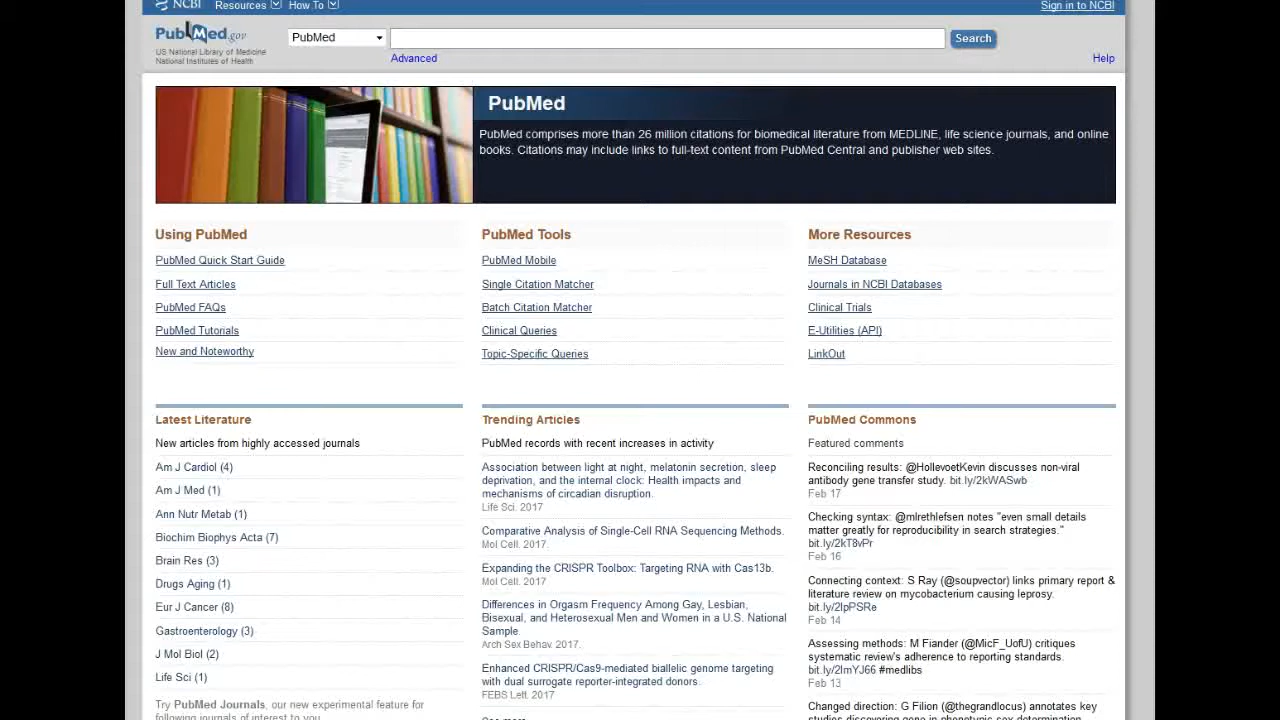 NCBI Resources How To Sign in to NCBI
PubMed.gov
US National Library of Medicine
National Institutes of Health
PubMed
Search
Advanced
Help
PubMed
PubMed comprises more than 26 million citations for biomedical literature from MEDLINE, life science journals, and online
books. Citations may include links to full-text content from PubMed Central and publisher web sites.
Using PubMed
PubMed Quick Start Guide
Full Text Articles
PubMed FAQs
PubMed Tutorials
New and Noteworthy
PubMed Tools
PubMed Mobile
Single Citation Matcher
Batch Citation Matcher
Clinical Queries
Topic-Specific Queries
More Resources
MeSH Database
Journals in NCBI Databases
Clinical Trials
E-Utilities (API)
LinkOut
Latest Literature
New articles from highly accessed journals
Am J Cardiol (4)
Am J Med (1)
Ann Nutr Metab (1)
Biochim Biophys Acta (7)
Brain Res (3)
Drugs Aging (1)
Eur J Cancer (8)
Gastroenterology (3)
J Mol Biol (2)
Life Sci (1)
Try PubMed Journals, our new experimental feature for
following journals of interest to you
Trending Articles
PubMed records with recent increases in activity
Association between light at night, melatonin secretion, sleep
deprivation, and the internal clock: Health impacts and
mechanisms of circadian disruption.
Life Sci. 2017
Comparative Analysis of Single-Cell RNA Sequencing Methods.
Mol Cell. 2017.
Expanding the CRISPR Toolbox: Targeting RNA with Cas13b.
Mol Cell. 2017
Differences in Orgasm Frequency Among Gay, Lesbian,
Bisexual, and Heterosexual Men and Women in a U.S. National
Sample.
Arch Sex Behav. 2017.
Enhanced CRISPR/Cas9-mediated biallelic genome targeting
with dual surrogate reporter-integrated donors.
FEBS Lett. 2017
See more
PubMed Commons
Featured comments
Reconciling results: @HollevoetKevin discusses non-viral
antibody gene transfer study. bit.ly/2kWASwb
Feb 17
Checking syntax: @mlrethlefsen notes "even small details
matter greatly for reproducibility in search strategies."
bit.ly/2kT8vPr
Feb 16
Connecting context: S Ray (@soupvector) links primary report &
literature review on mycobacterium causing leprosy.
bit.ly/2lpPSRe
Feb 14
Assessing methods: M Fiander (@MicF_UofU) critiques
systematic review's adherence to reporting standards.
bit.ly/2lmYJ66 #medlibs
Feb 13
Changed direction: G Filion (@thegrandlocus) annotates key
studies discovering gene in phenotypic sex determination